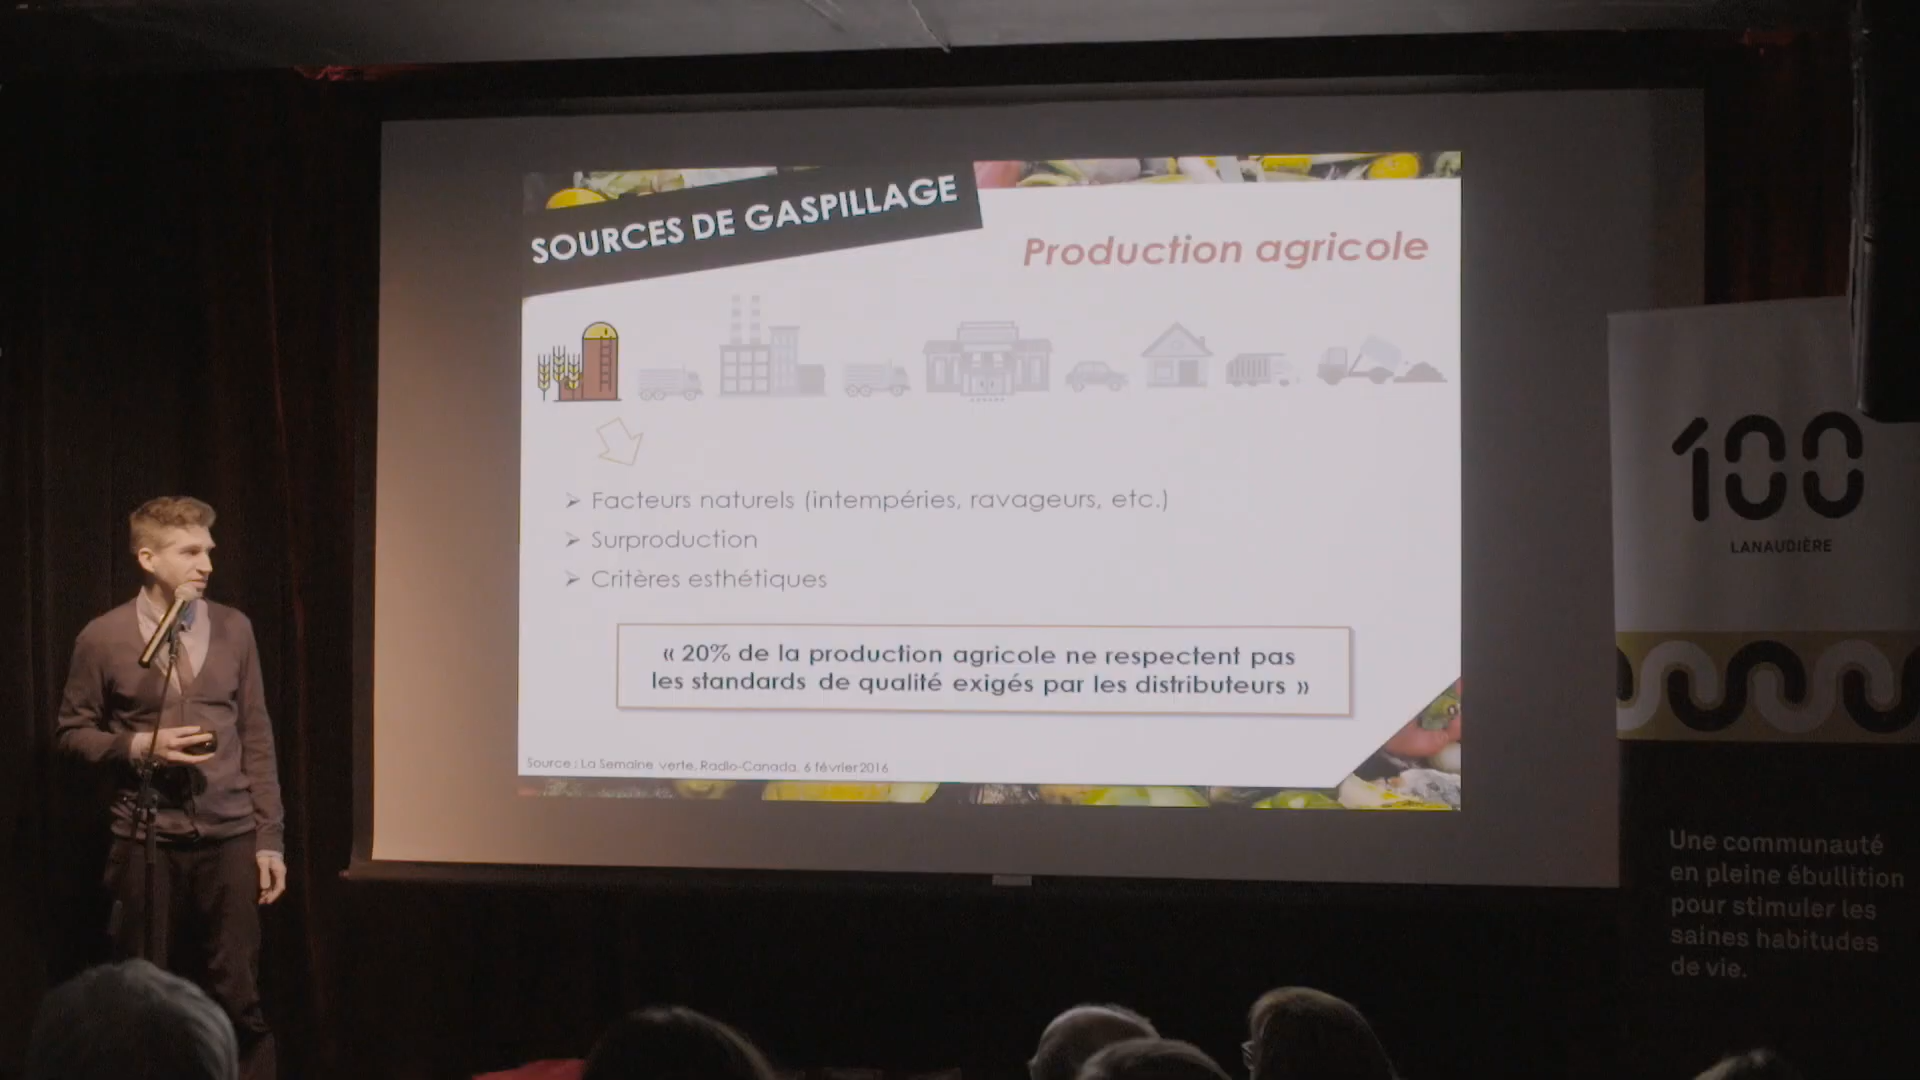 SOURCES DE GASPILLAGE
Production agricole
➢ Facteurs naturels (intempéries, ravageurs, etc.)
➢ Surproduction
➢ Critères esthétiques
« 20% de la production agricole ne respectent pas
les standards de qualité exigés par les distributeurs »
Source : La Semaine verte, Radio-Canada, 6 février 2016
100
LANAUDIÈRE
Une communauté
en pleine ébullition
pour stimuler les
saines habitudes
de vie.